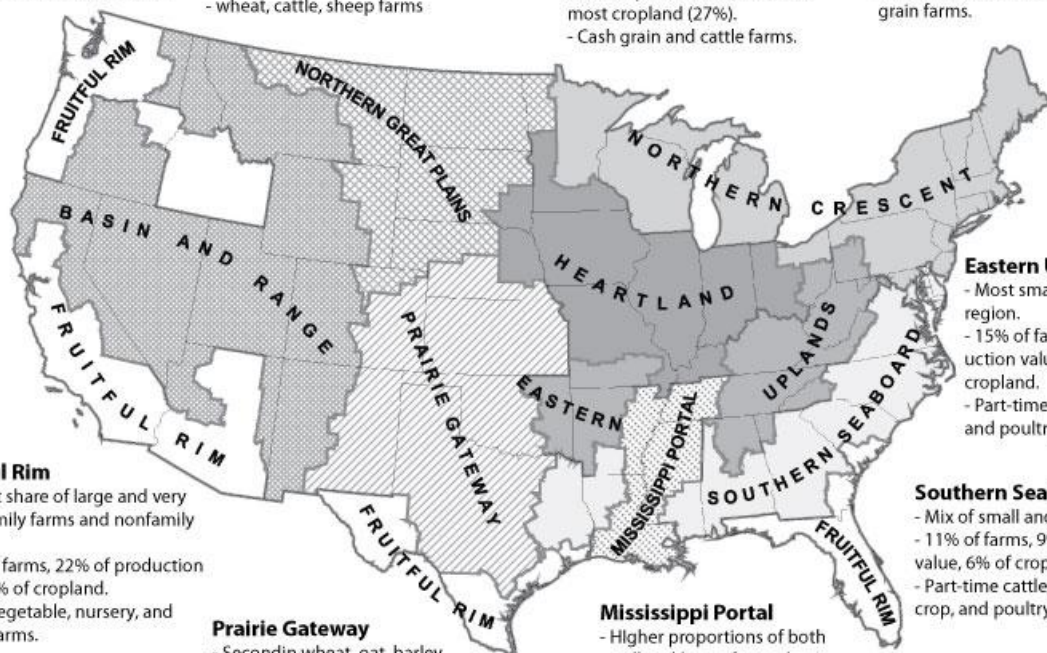 - wheat, cattle, sheep farms
most cropland (27%).
- Cash grain and cattle farms.
grain farms.
FRUITFUL RIM
NORTHERN GREAT PLAINS
NORTHERN CRESCENT
BASIN AND RANGE
HEARTLAND
FRUITFUL RIM
PRAIRIE GATEWAY
EASTERN UPLANDS
MISSISSIPPI PORTAL
SOUTHERN SEABOARD
FRUITFUL RIM
FRUITFUL RIM
Eastern U
- Most sma
region.
- 15% of fa
uction valu
cropland.
- Part-time
and poultr
l Rim
t share of large and very
mily farms and nonfamily
farms, 22% of production
% of cropland.
egetable, nursery, and
arms.
Southern Sea
- Mix of small and
- 11% of farms, 9%
value, 6% of crop
- Part-time cattle
crop, and poultry
Prairie Gateway
- Secondin wheat, oat, barley
Mississippi Portal
- HIgher proportions of both